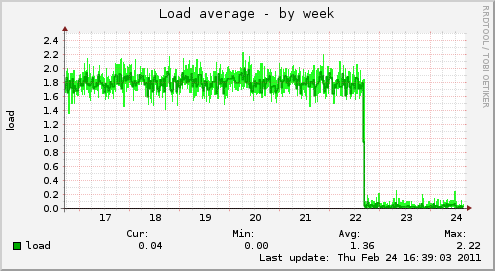 Load average - by week
RRDTOOL / TOBI OETIKER
load
2.4
2.2
2.0
1.8
1.6
1.4
1.2
1.0
0.8
0.6
0.4
0.2
0.0
17 18 19 20 21 22 23 24
Cur: Min: Avg: Max:
load 0.04 0.00 1.36 2.22
Last update: Thu Feb 24 16:39:03 2011